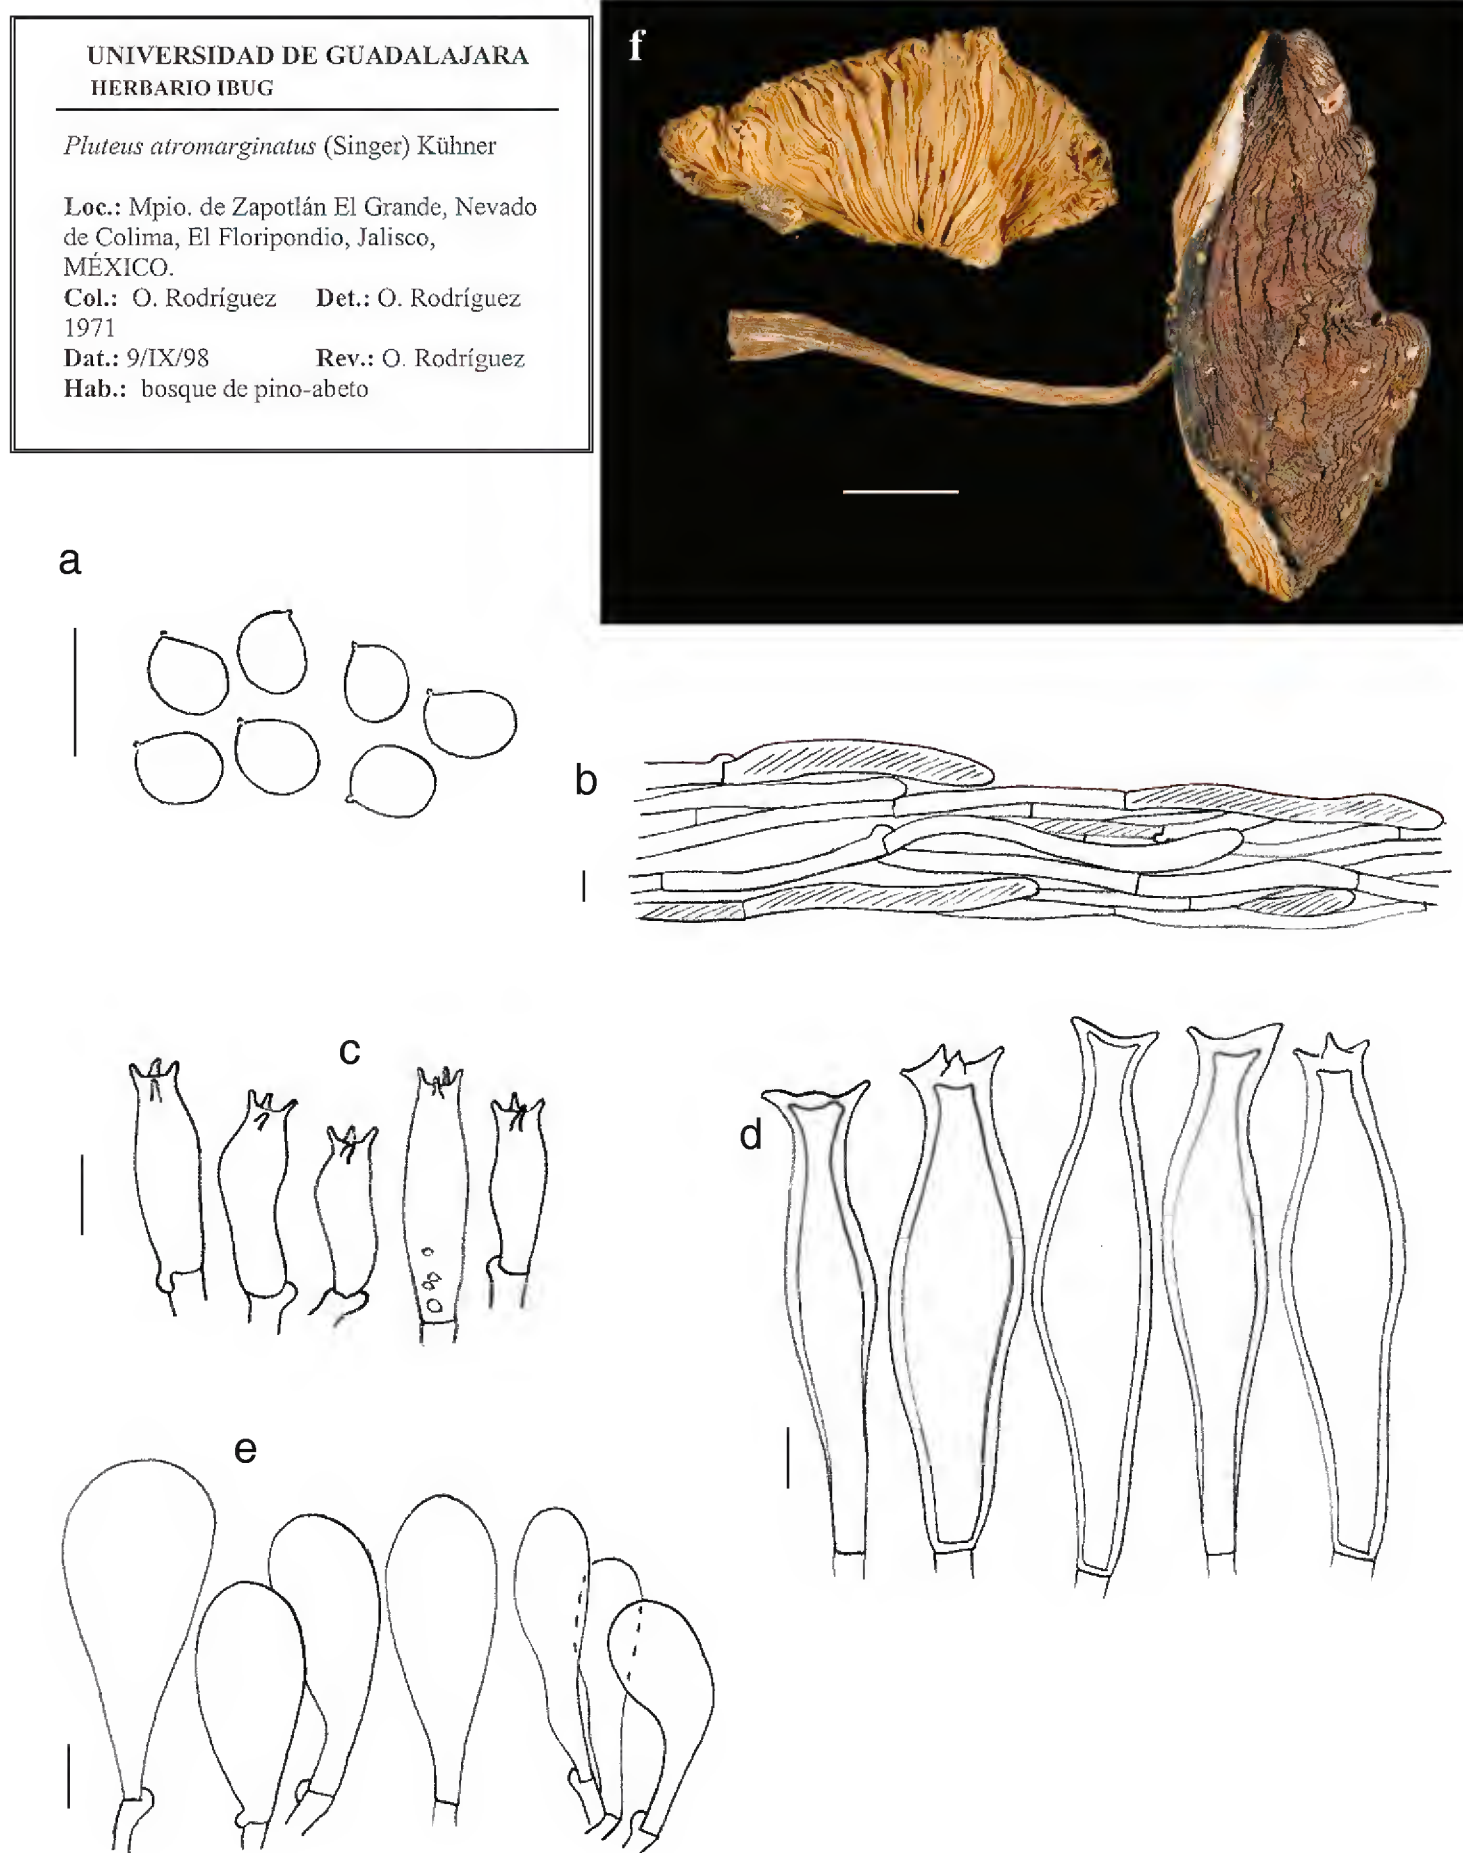 UNIVERSIDAD DE GUADALAJARA
HERBARIO IBUG
Pluteus atromarginatus (Singer) Kühner
Loc.: Mpio. de Zapotlán El Grande, Nevado
de Colima, El Floripondio, Jalisco,
MÉXICO.
Col.: O. Rodríguez Det.: O. Rodríguez
1971
Dat.: 9/IX/98 Rev.: O. Rodríguez
Hab.: bosque de pino-abeto
f
a
b
c
d
e